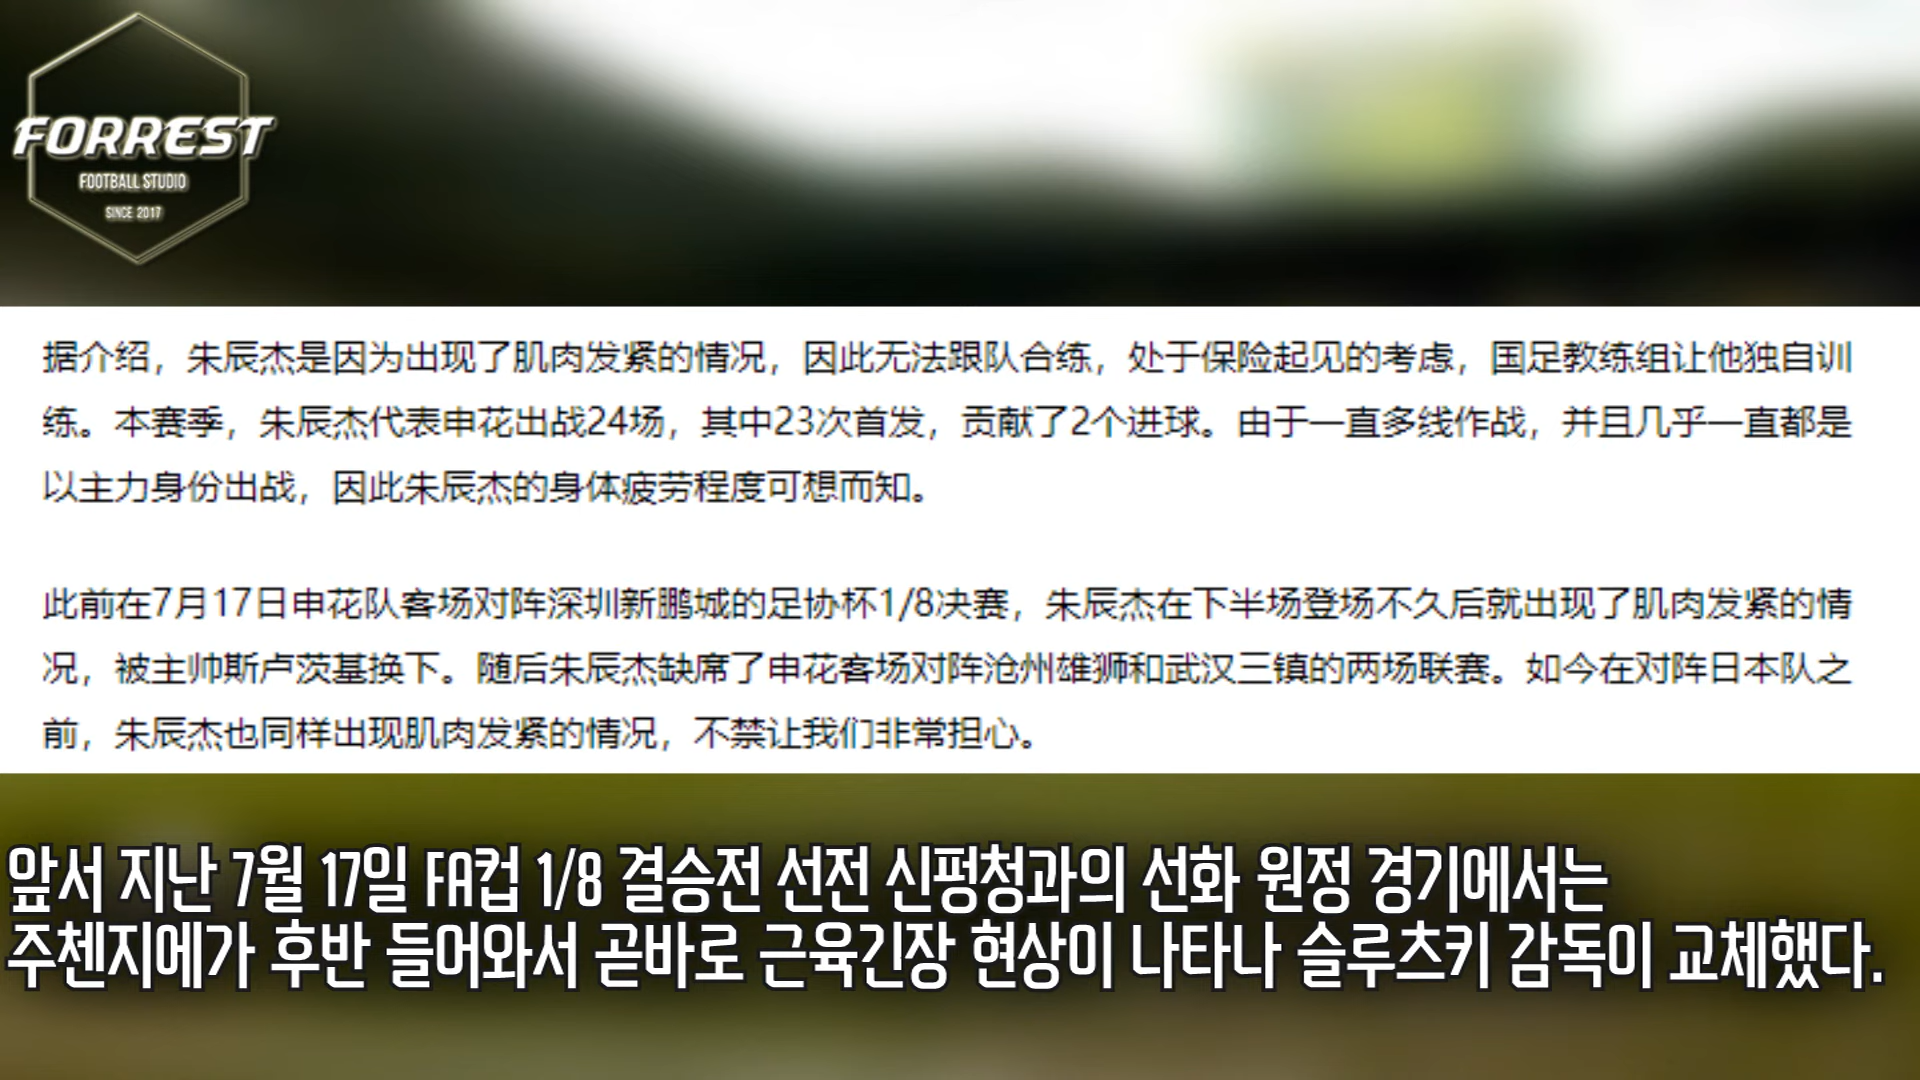 FORREST
FOOTBALL STUDIO
SINCE 2017
据介绍，朱辰杰是因为出现了肌肉发紧的情况，因此无法跟队合练，处于保险起见的考虑，国足教练组让他独自训
练。本赛季，朱辰杰代表申花出战24场，其中23次首发，贡献了2个进球。由于一直多线作战，并且几乎一直都是
以主力身份出战，因此朱辰杰的身体疲劳程度可想而知。
此前在7月17日申花队客场对阵深圳新鹏城的足协杯1/8决赛，朱辰杰在下半场登场不久后就出现了肌肉发紧的情
况，被主帅斯卢茨基换下。随后朱辰杰缺席了申花客场对阵沧州雄狮和武汉三镇的两场联赛。如今在对阵日本队之
前，朱辰杰也同样出现肌肉发紧的情况，不禁让我们非常担心。
앞서 지난 7월 17일 FA컵 1/8 결승전 선전 신펑청과의 선화 원정 경기에서는
주첸지에가 후반 들어와서 곧바로 근육긴장 현상이 나타나 슬루츠키 감독이 교체했다.